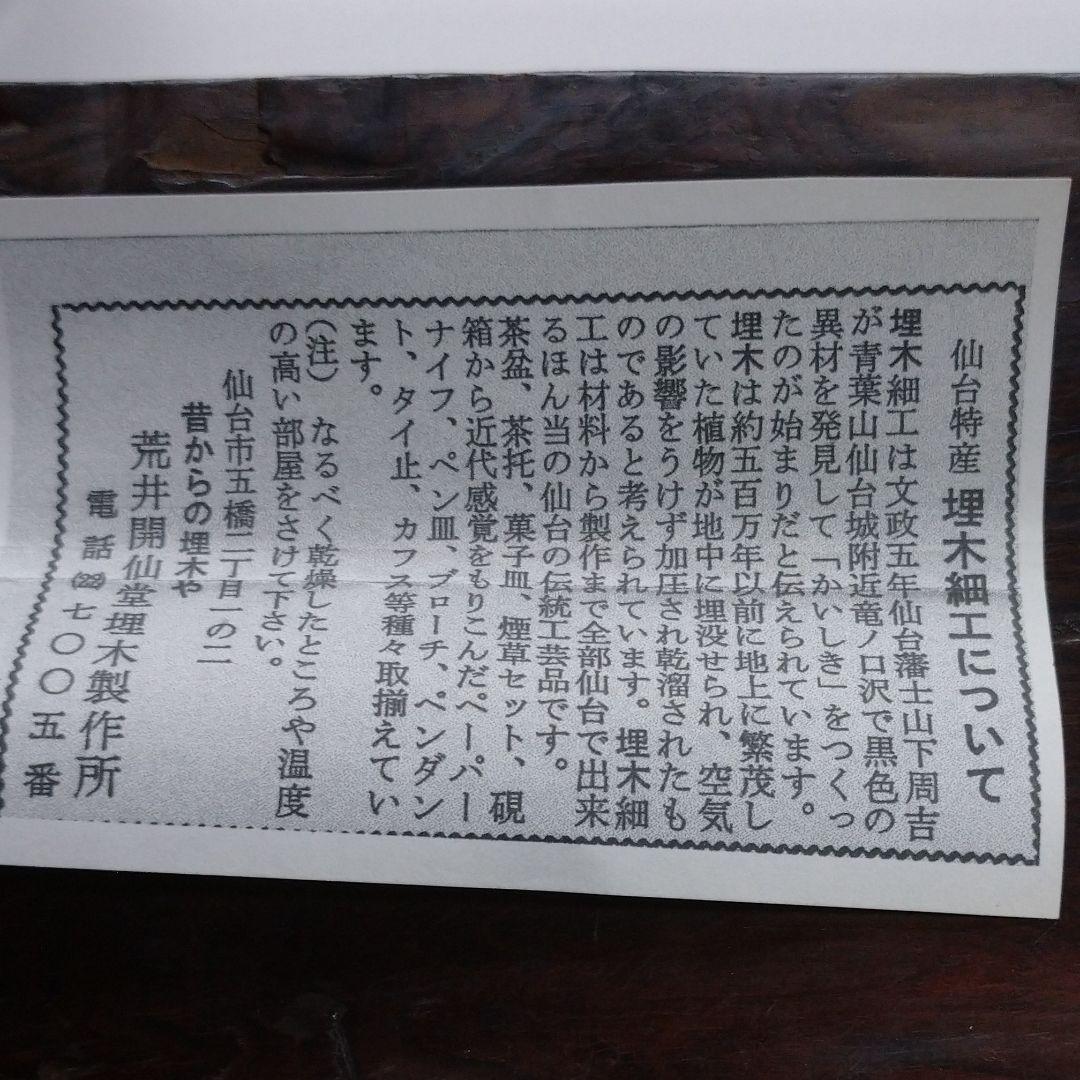 仙台特産 埋木細工について
埋木細工は文政五年仙台藩士山下周吉
が青葉山仙台城附近竜ノ口沢で黒色の
異材を発見して「かいしき」をつくっ
たのが始まりだと伝えられています。
埋木は約五百万年以前に地上に繁茂し
ていた植物が地中に埋没せられ、空気
の影響をうけず加圧され乾溜されたも
のであると考えられています。埋木細
工は材料から製作まで全部仙台で出来
るほん当の仙台の伝統工芸品です。
茶盆、茶托、菓子皿、煙草セット、硯
箱から近代感覚をもりこんだペーパー
ナイフ、ペン皿、ブローチ、ペンダン
ト、タイ止、カフス等種々取揃えてい
ます。
(注) なるべく乾燥したところや温度
の高い部屋をさけて下さい。
仙台市五橋二丁目一の二
昔からの埋木や
荒井開仙堂埋木製作所
電話(22)七〇〇五番